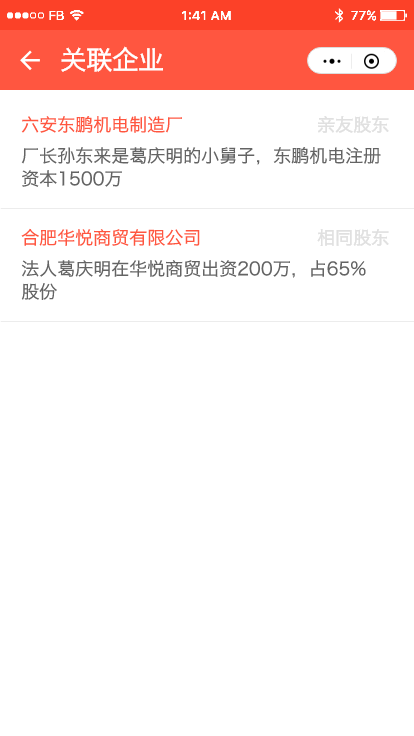 FB 1:41 AM 77%
关联企业
六安东鹏机电制造厂 亲友股东
厂长孙东来是葛庆明的小舅子，东鹏机电注册
资本1500万
合肥华悦商贸有限公司 相同股东
法人葛庆明在华悦商贸出资200万，占65%
股份